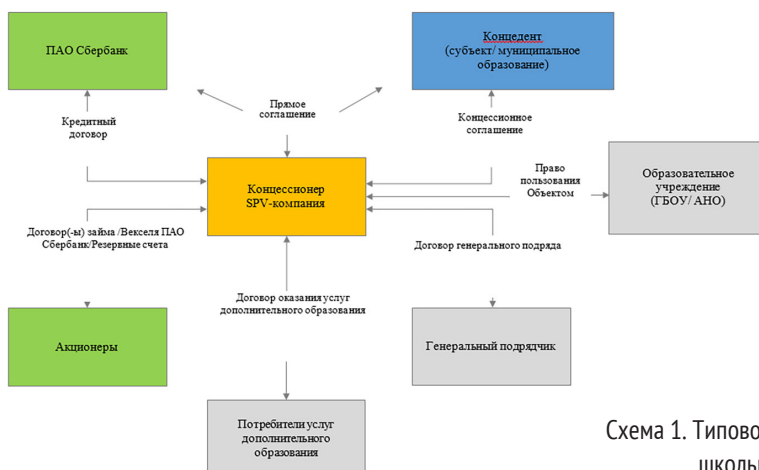 ПАО Сбербанк
Концедент
(субъект/ муниципальное
образование)
Кредитный
договор
Прямое
соглашение
Концессионное
соглашение
Концессионер
SPV-компания
Право
пользования
Объектом
Образовательное
учреждение
(ГБОУ/ АНО)
Договор(-ы) займа /Векселя ПАО
Сбербанк/Резервные счета
Договор генерального подряда
Договор оказания услуг
дополнительного образования
Акционеры
Генеральный подрядчик
Потребители услуг
дополнительного
образования
Схема 1. Типово
школы